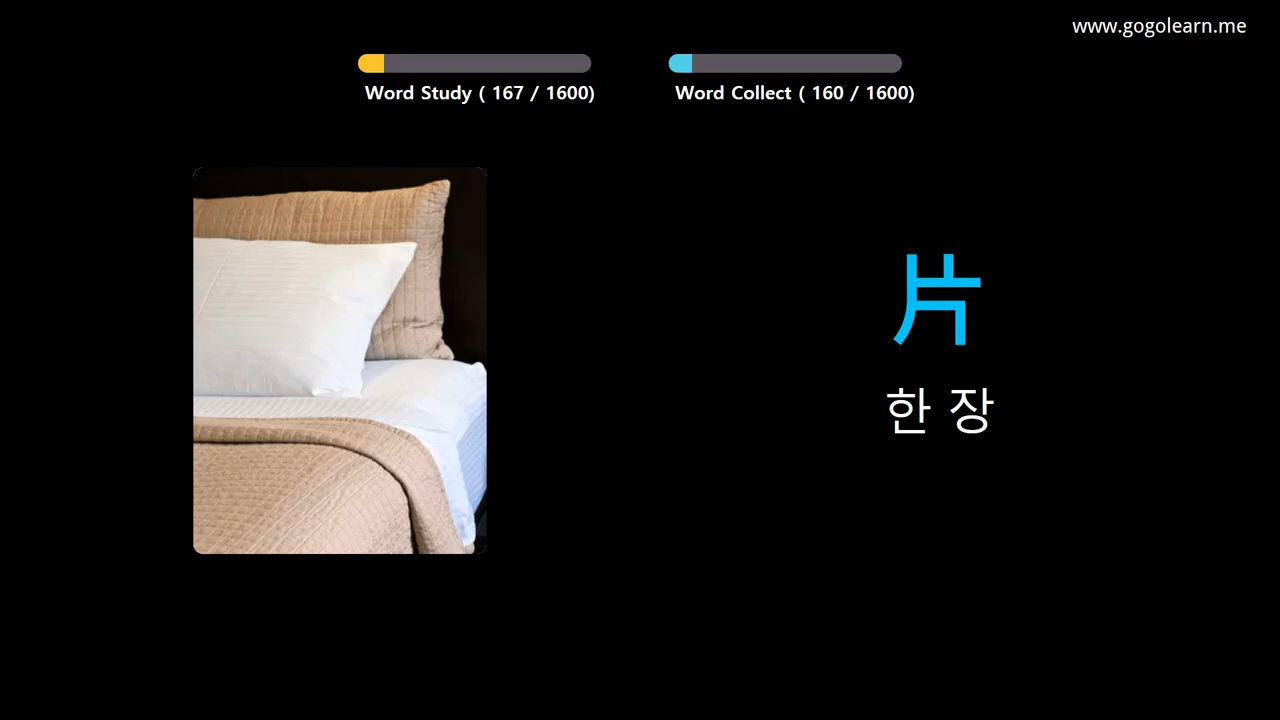 www.gogolearn.me
Word Study ( 167 / 1600)
Word Collect ( 160 / 1600)
片
한 장